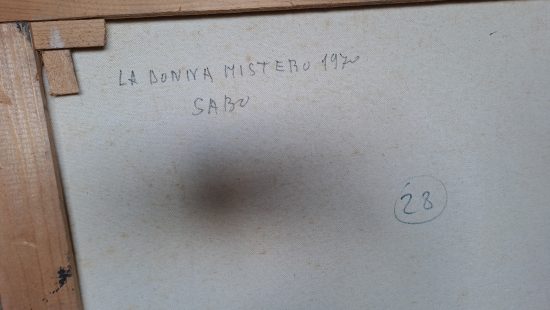 LA DONNA MISTERO 1970
SABO
28